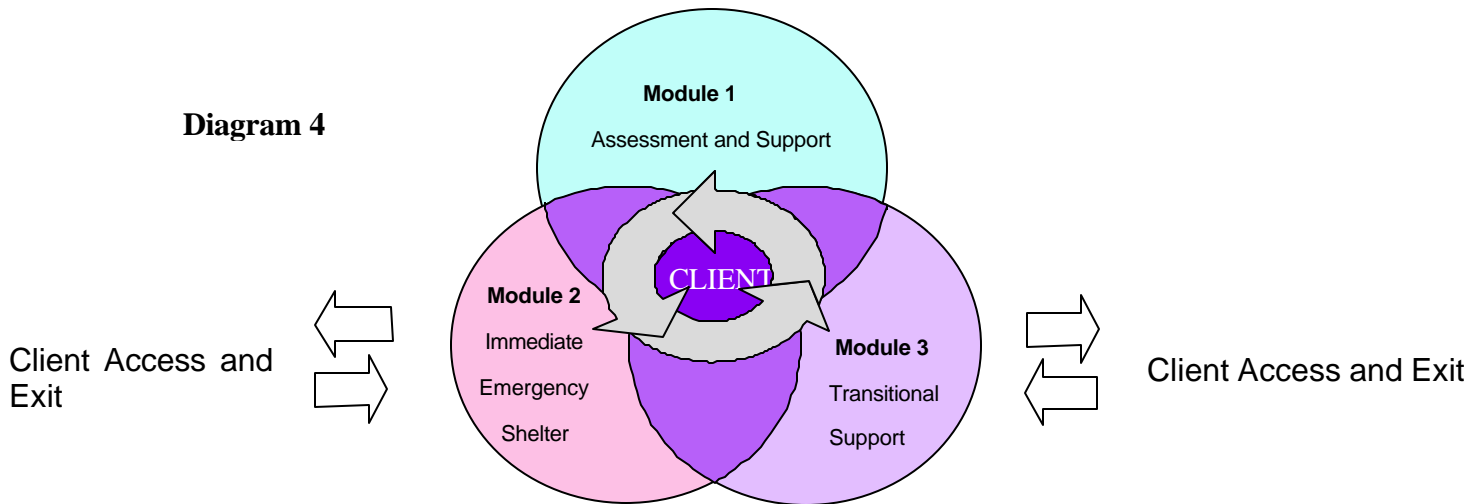 Diagram 4
Module 1
Assessment and Support
CLIENT
Module 2
Immediate
Emergency
Shelter
Module 3
Transitional
Support
Client Access and
Exit
Client Access and Exit